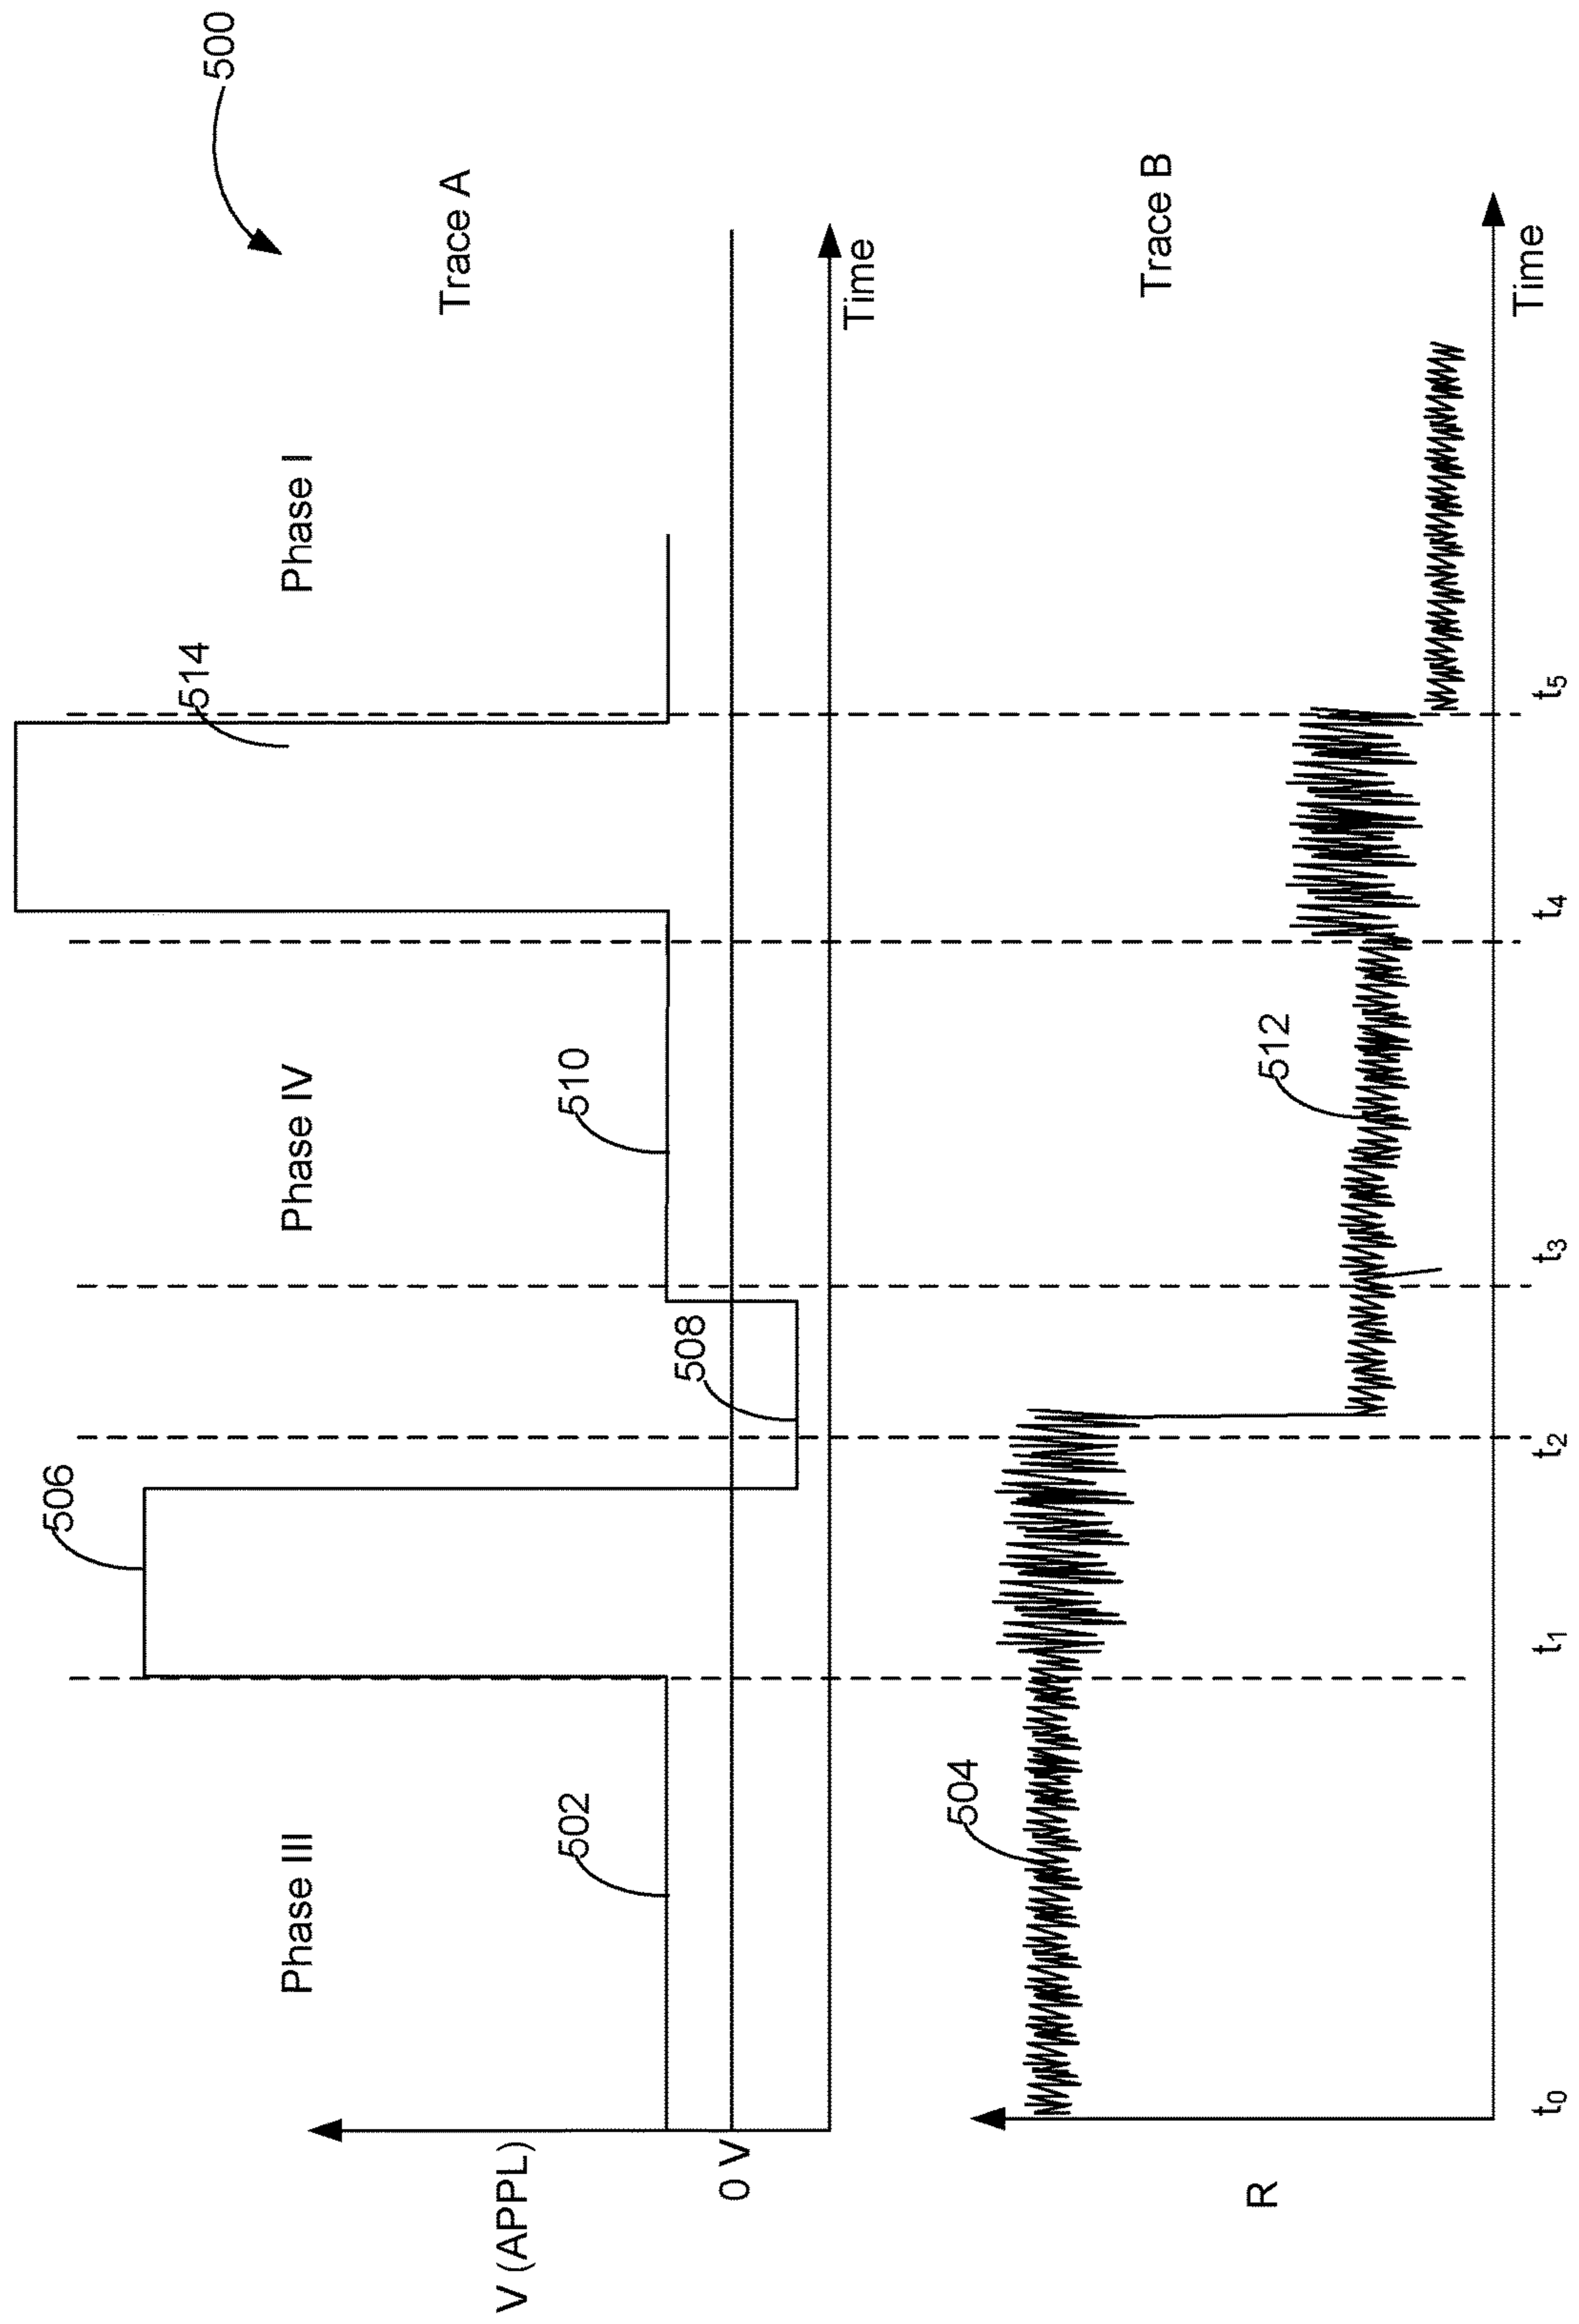 500
Phase III
Phase IV
Phase I
506
514
V (APPL)
502
510
Trace A
508
0 V
Time
504
512
Trace B
R
Time
t0
t1
t2
t3
t4
t5